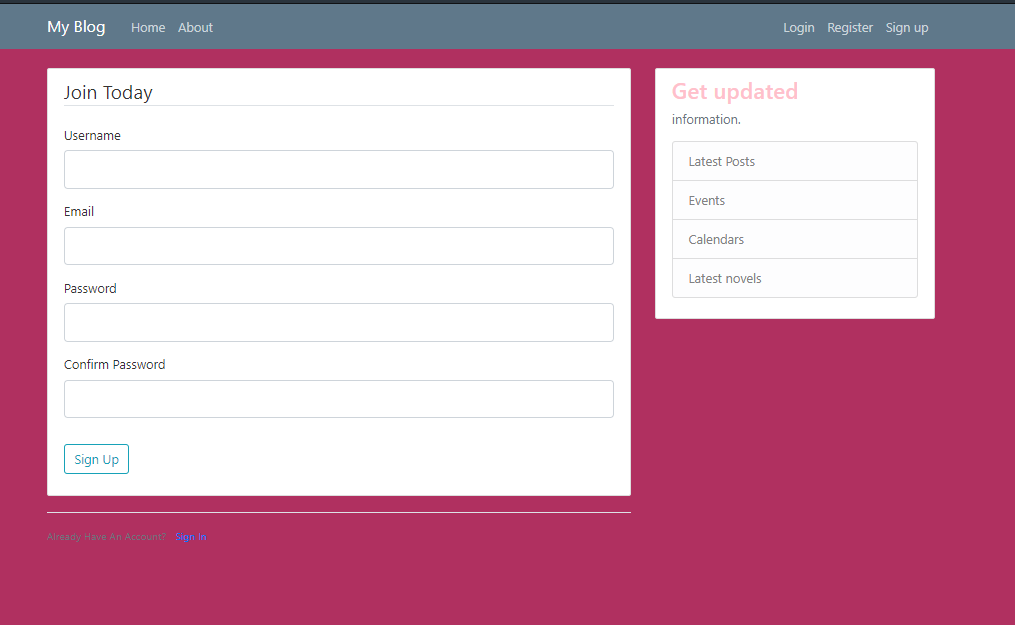 My Blog Home About Login Register Sign up
Join Today
Username
Email
Password
Confirm Password
Sign Up
Already Have An Account? Sign In
Get updated
information.
Latest Posts
Events
Calendars
Latest novels